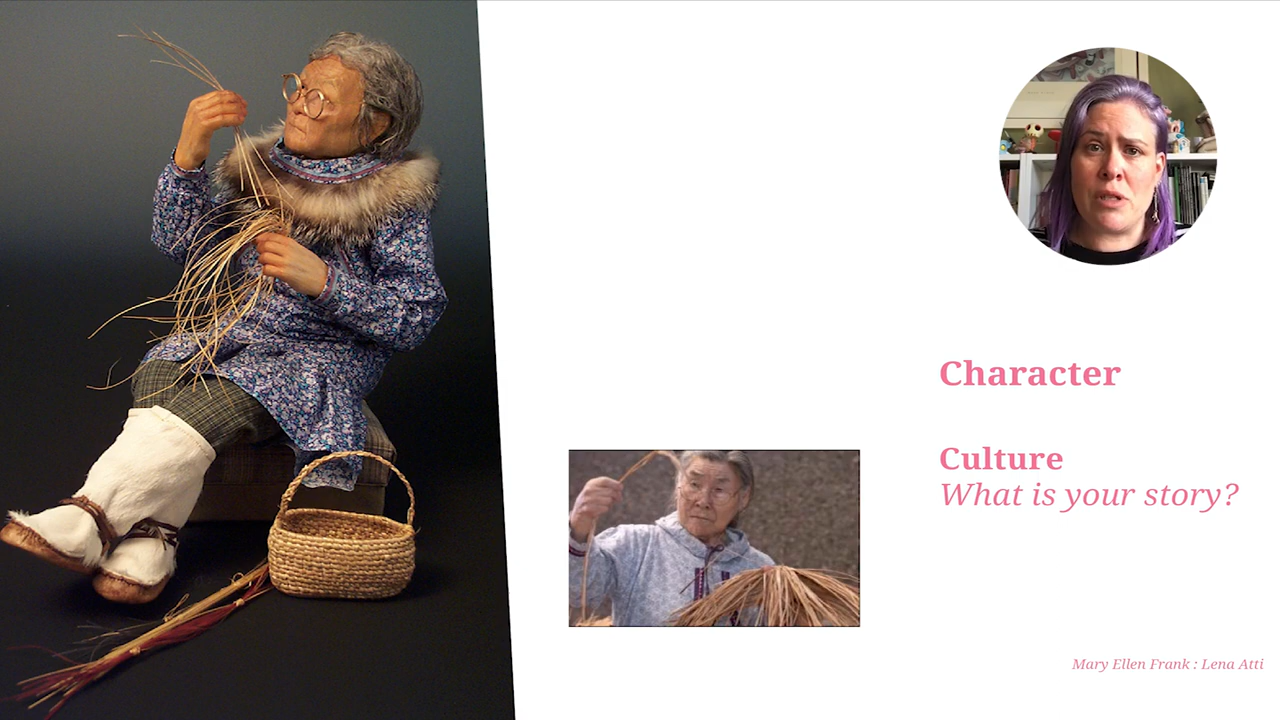 Character
Culture
What is your story?
Mary Ellen Frank : Lena Atti